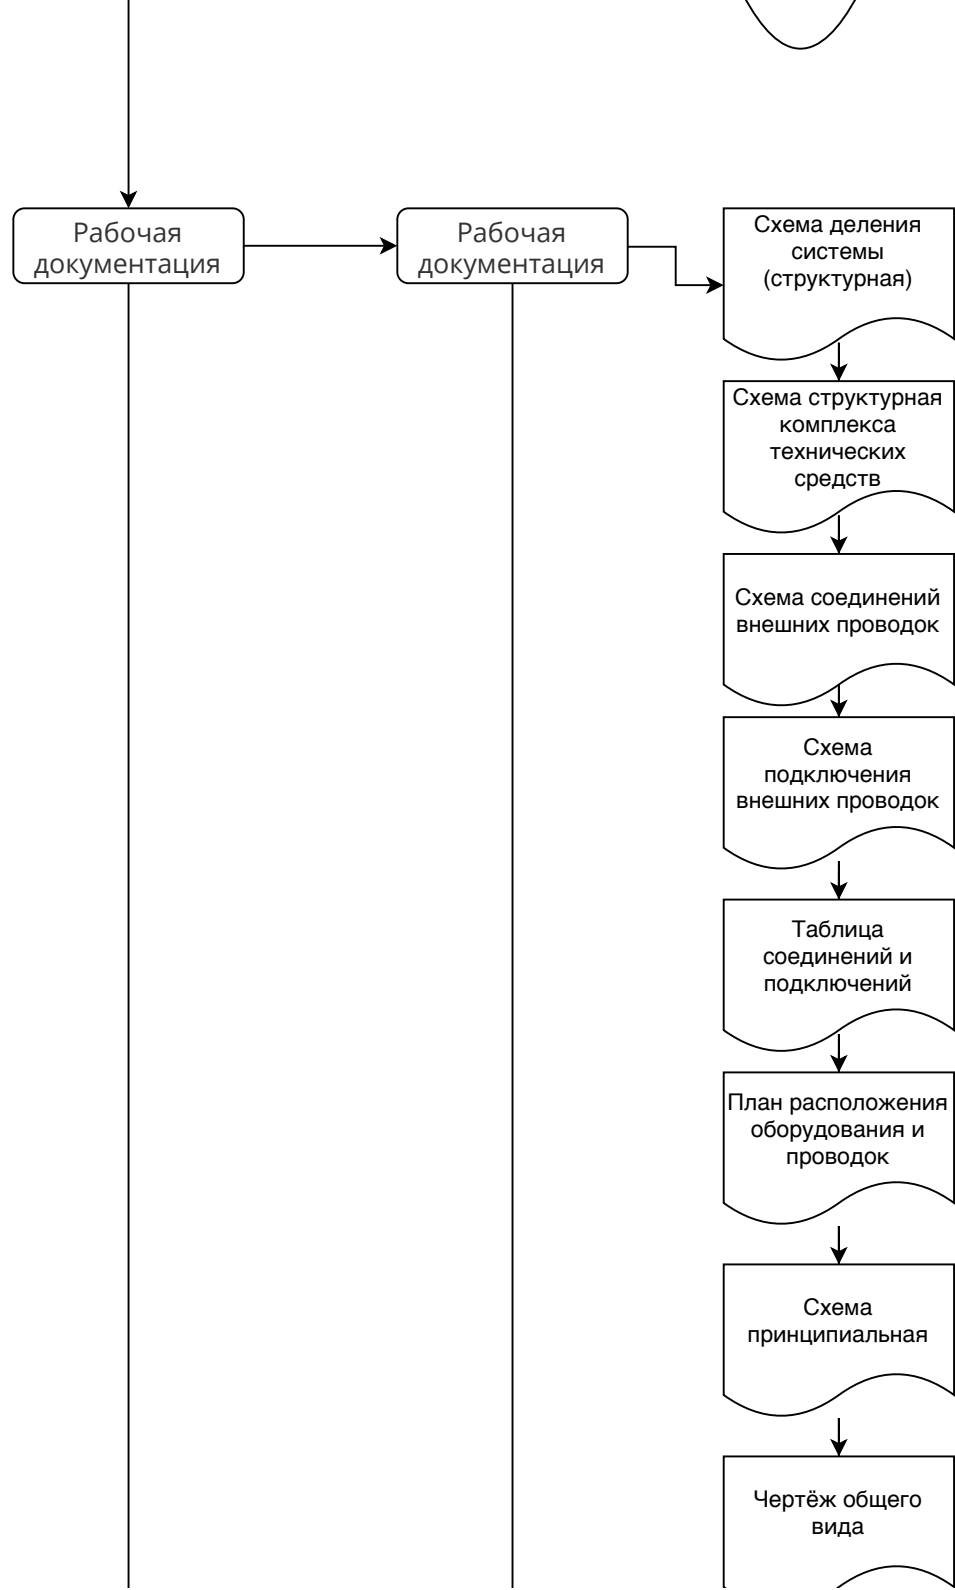 Рабочая
документация
Рабочая
документация
Схема деления
системы
(структурная)
Схема структурная
комплекса
технических
средств
Схема соединений
внешних проводок
Схема
подключения
внешних проводок
Таблица
соединений и
подключений
План расположения
оборудования и
проводок
Схема
принципиальная
Чертёж общего
вида